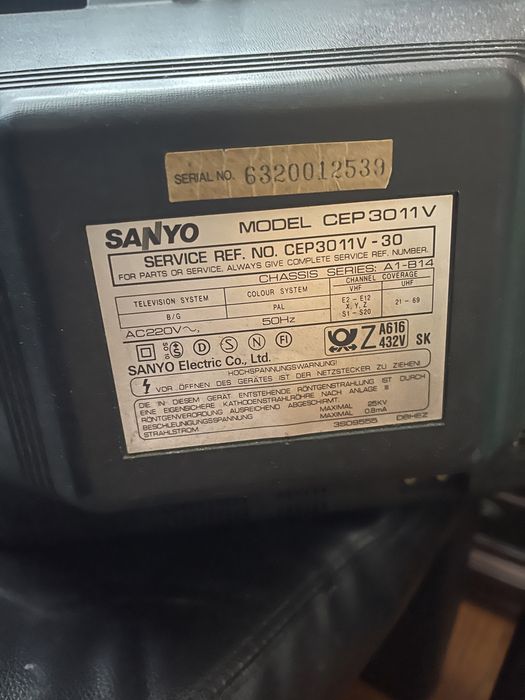 SERIAL NO. 6320012539
SANYO MODEL CEP3011V
SERVICE REF. NO. CEP3011V-30
FOR PARTS OR SERVICE, ALWAYS GIVE COMPLETE SERVICE REF. NUMBER.
CHASSIS SERIES: A1-B14
TELEVISION SYSTEM COLOUR SYSTEM CHANNEL COVERAGE
VHF UHF
B/G PAL E2 - E12 21 - 69
X, Y, Z
S1 - S20
AC220V~, 50Hz
S D S N FI Z A616 432V SK
SANYO Electric Co., Ltd.
HOCHSPANNUNGSWARNUNG!
VOR ÖFFNEN DES GERÄTES IST DER NETZSTECKER ZU ZIEHEN!
DIE IN DIESEM GERÄT ENTSTEHENDE RÖNTGENSTRAHLUNG IST DURCH
EINE EIGENSICHERE KATHODENSTRAHLRÖHRE NACH ANLAGE III
RÖNTGENVERORDUNG AUSREICHEND ABGESCHIRMT.
BESCHLEUNIGUNGSSPANNUNG MAXIMAL 25KV
STRAHLSTROM MAXIMAL 0.8mA
3S09555 DBHEZ